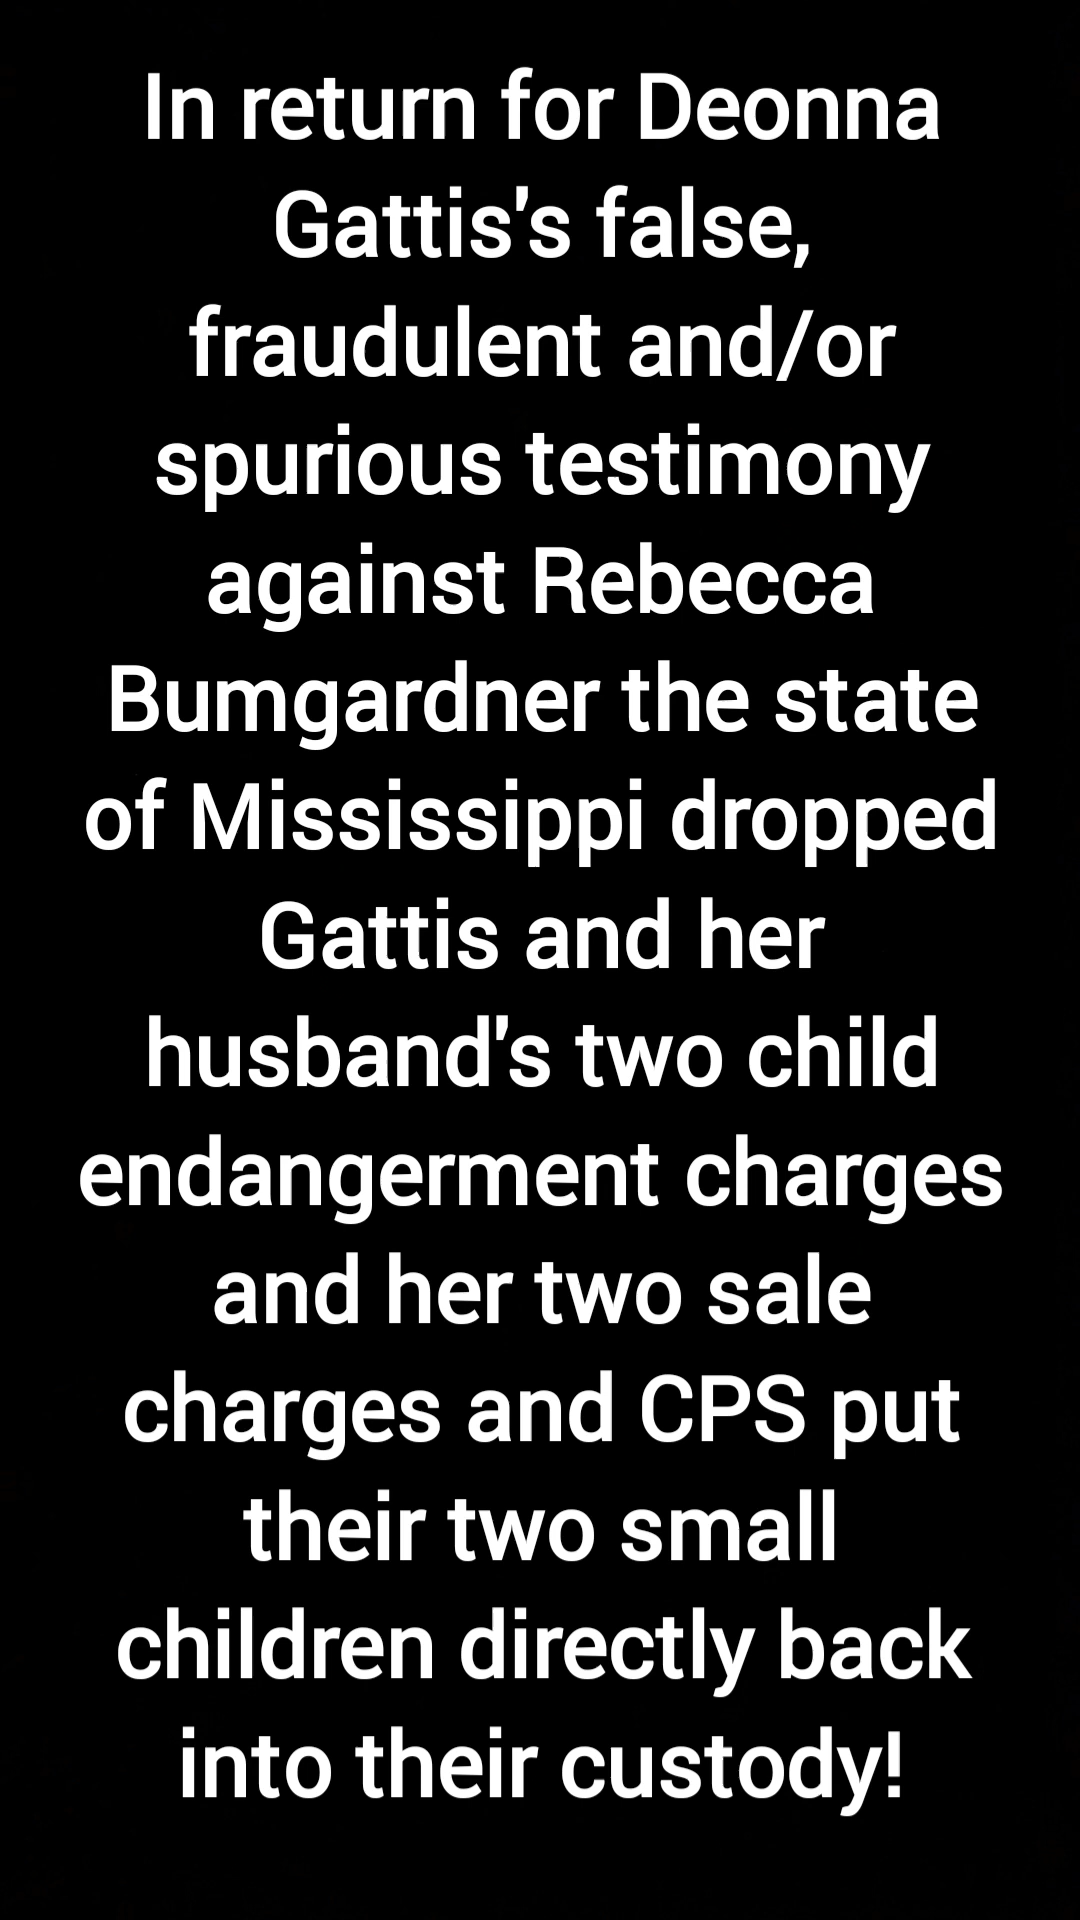 In return for Deonna
Gattis's false,
fraudulent and/or
spurious testimony
against Rebecca
Bumgardner the state
of Mississippi dropped
Gattis and her
husband's two child
endangerment charges
and her two sale
charges and CPS put
their two small
children directly back
into their custody!